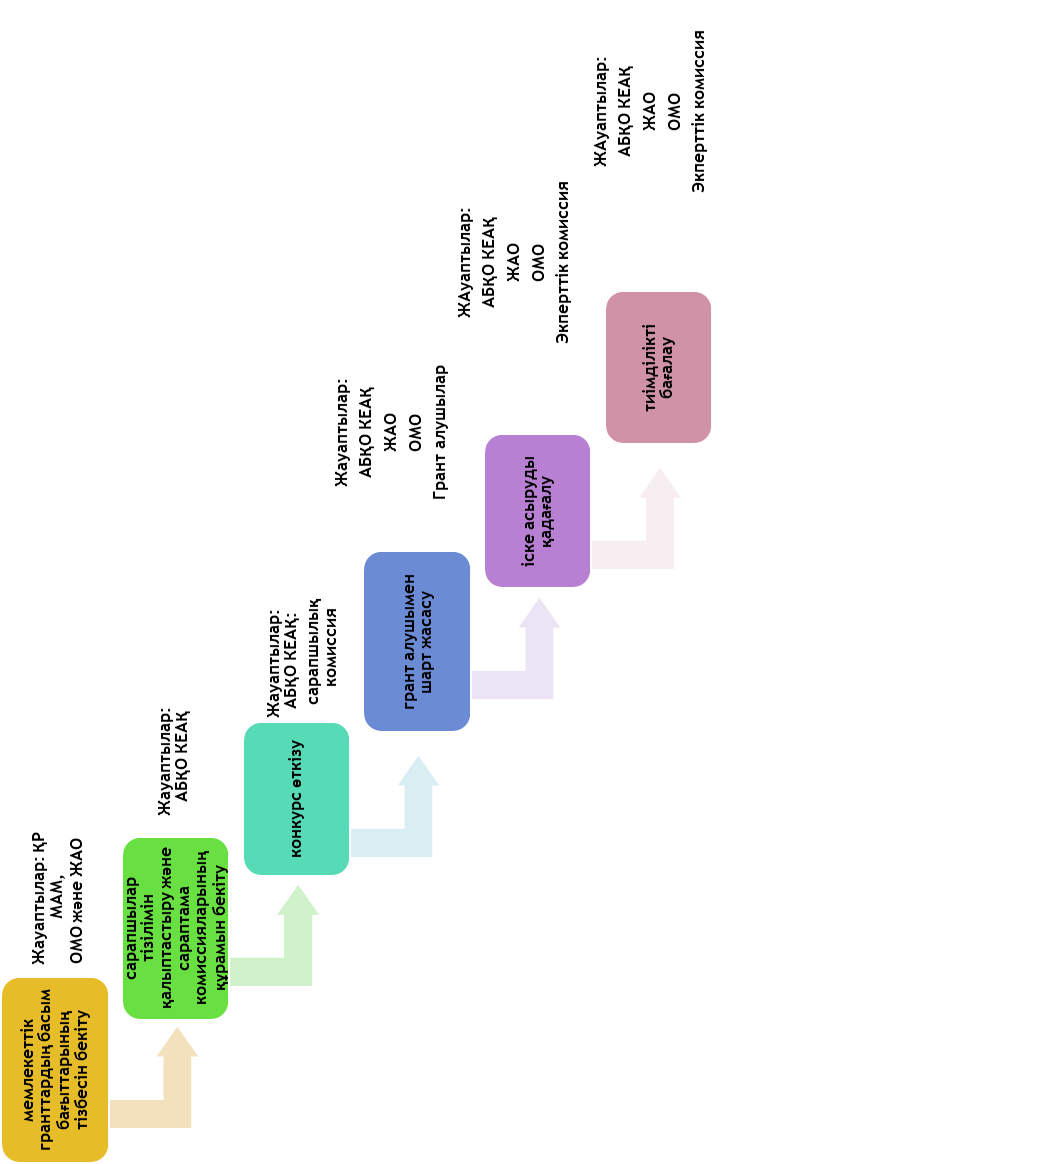 мемлекеттік
гранттардың басым
бағыттарының
тізбесін бекіту
Жауаптылар: ҚР
МАМ,
ОМО және ЖАО
сарапшылар
тізілімін
қалыптастыру және
сараптама
комиссияларының
құрамын бекіту
Жауаптылар:
АБҚО КЕАҚ
конкурс өткізу
Жауаптылар:
АБҚО КЕАҚ:
сарапшылық
комиссия
грант алушымен
шарт жасасу
Жауаптылар:
АБҚО КЕАҚ
ЖАО
ОМО
Грант алушылар
іске асыруды
қадағалу
ЖАуаптылар:
АБҚО КЕАҚ
ЖАО
ОМО
Экперттік комиссия
тиімділікті
бағалау
ЖАуаптылар:
АБҚО КЕАҚ
ЖАО
ОМО
Экперттік комиссия